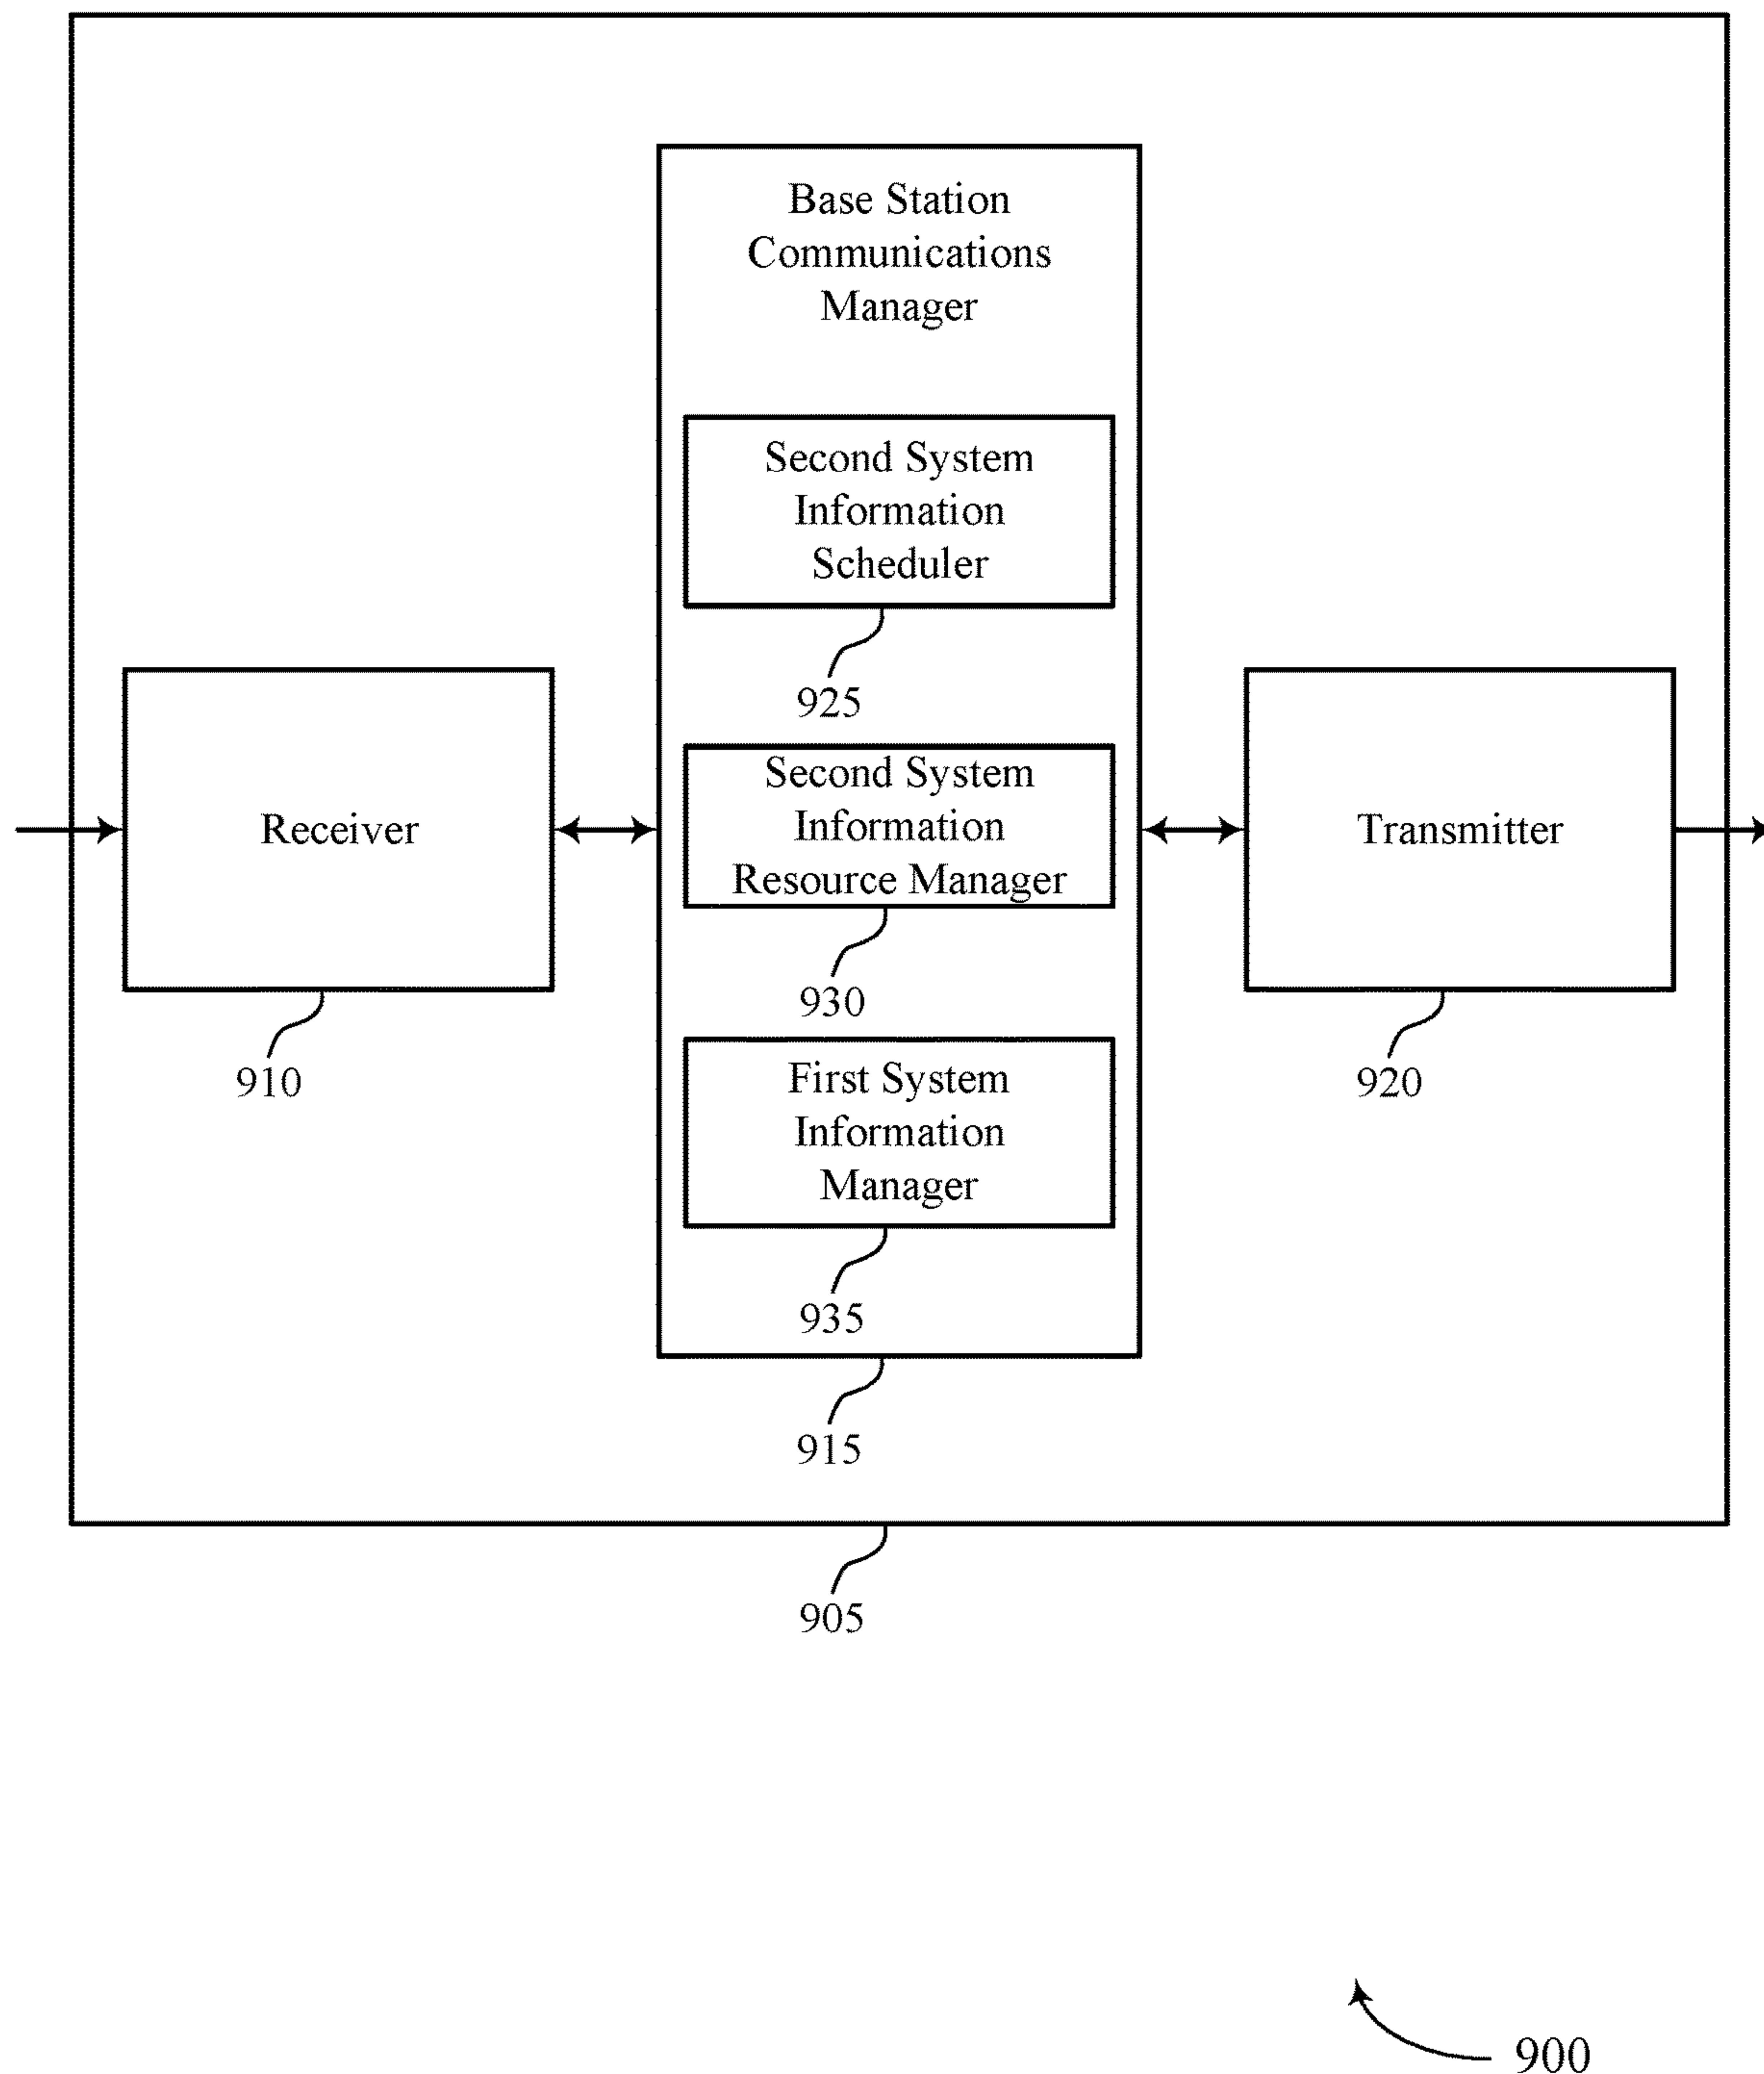 Base Station
Communications
Manager
Second System
Information
Scheduler
925
Second System
Information
Resource Manager
930
First System
Information
Manager
935
915
Receiver
910
Transmitter
920
905
900